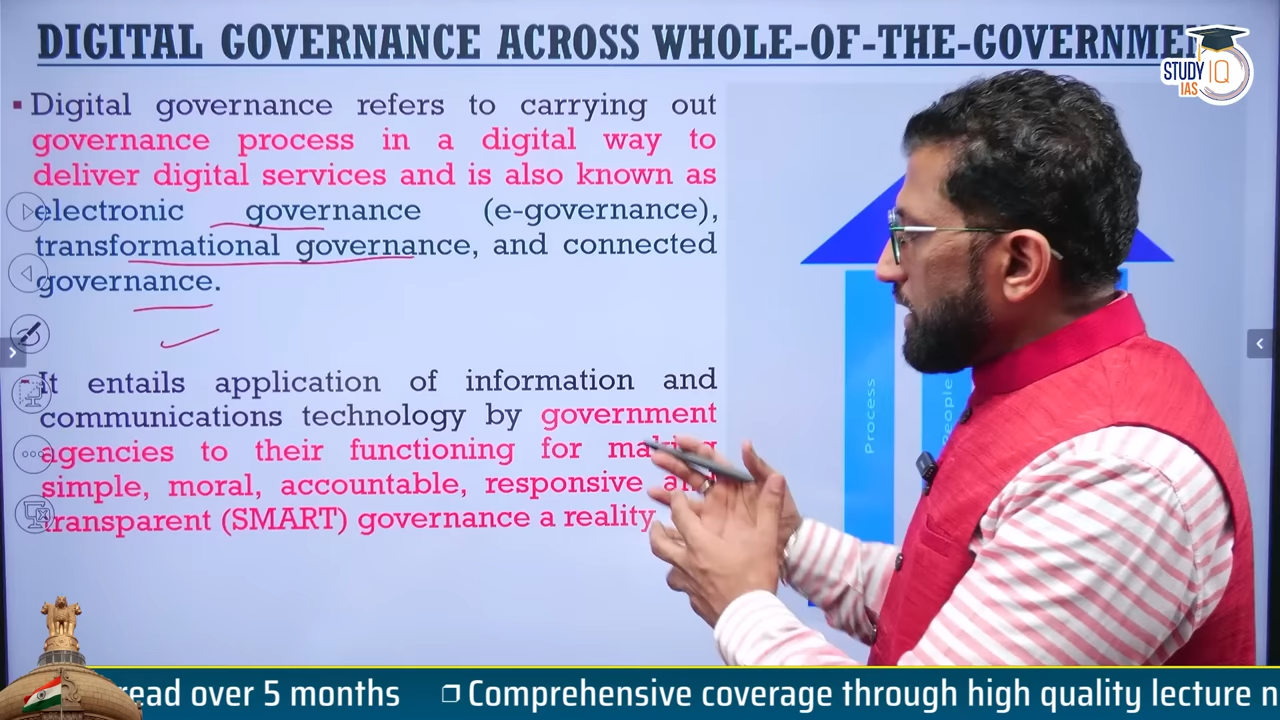 DIGITAL GOVERNANCE ACROSS WHOLE-OF-THE-GOVERNMENT
STUDY IQ
IAS
▪ Digital governance refers to carrying out
governance process in a digital way to
deliver digital services and is also known as
electronic governance (e-governance),
transformational governance, and connected
governance.
It entails application of information and
communications technology by government
agencies to their functioning for making
simple, moral, accountable, responsive and
transparent (SMART) governance a reality
Process
People
read over 5 months ❐ Comprehensive coverage through high quality lecture n